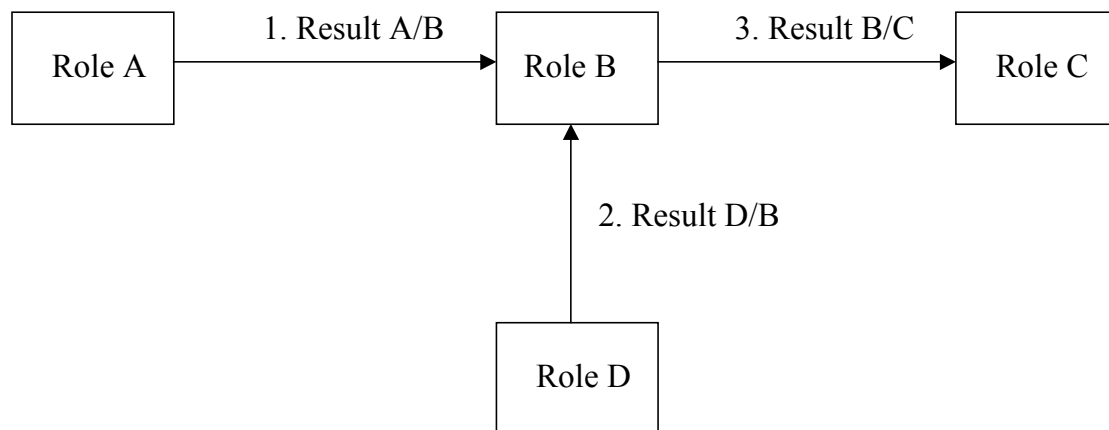 1. Result A/B
3. Result B/C
Role A
Role B
Role C
2. Result D/B
Role D